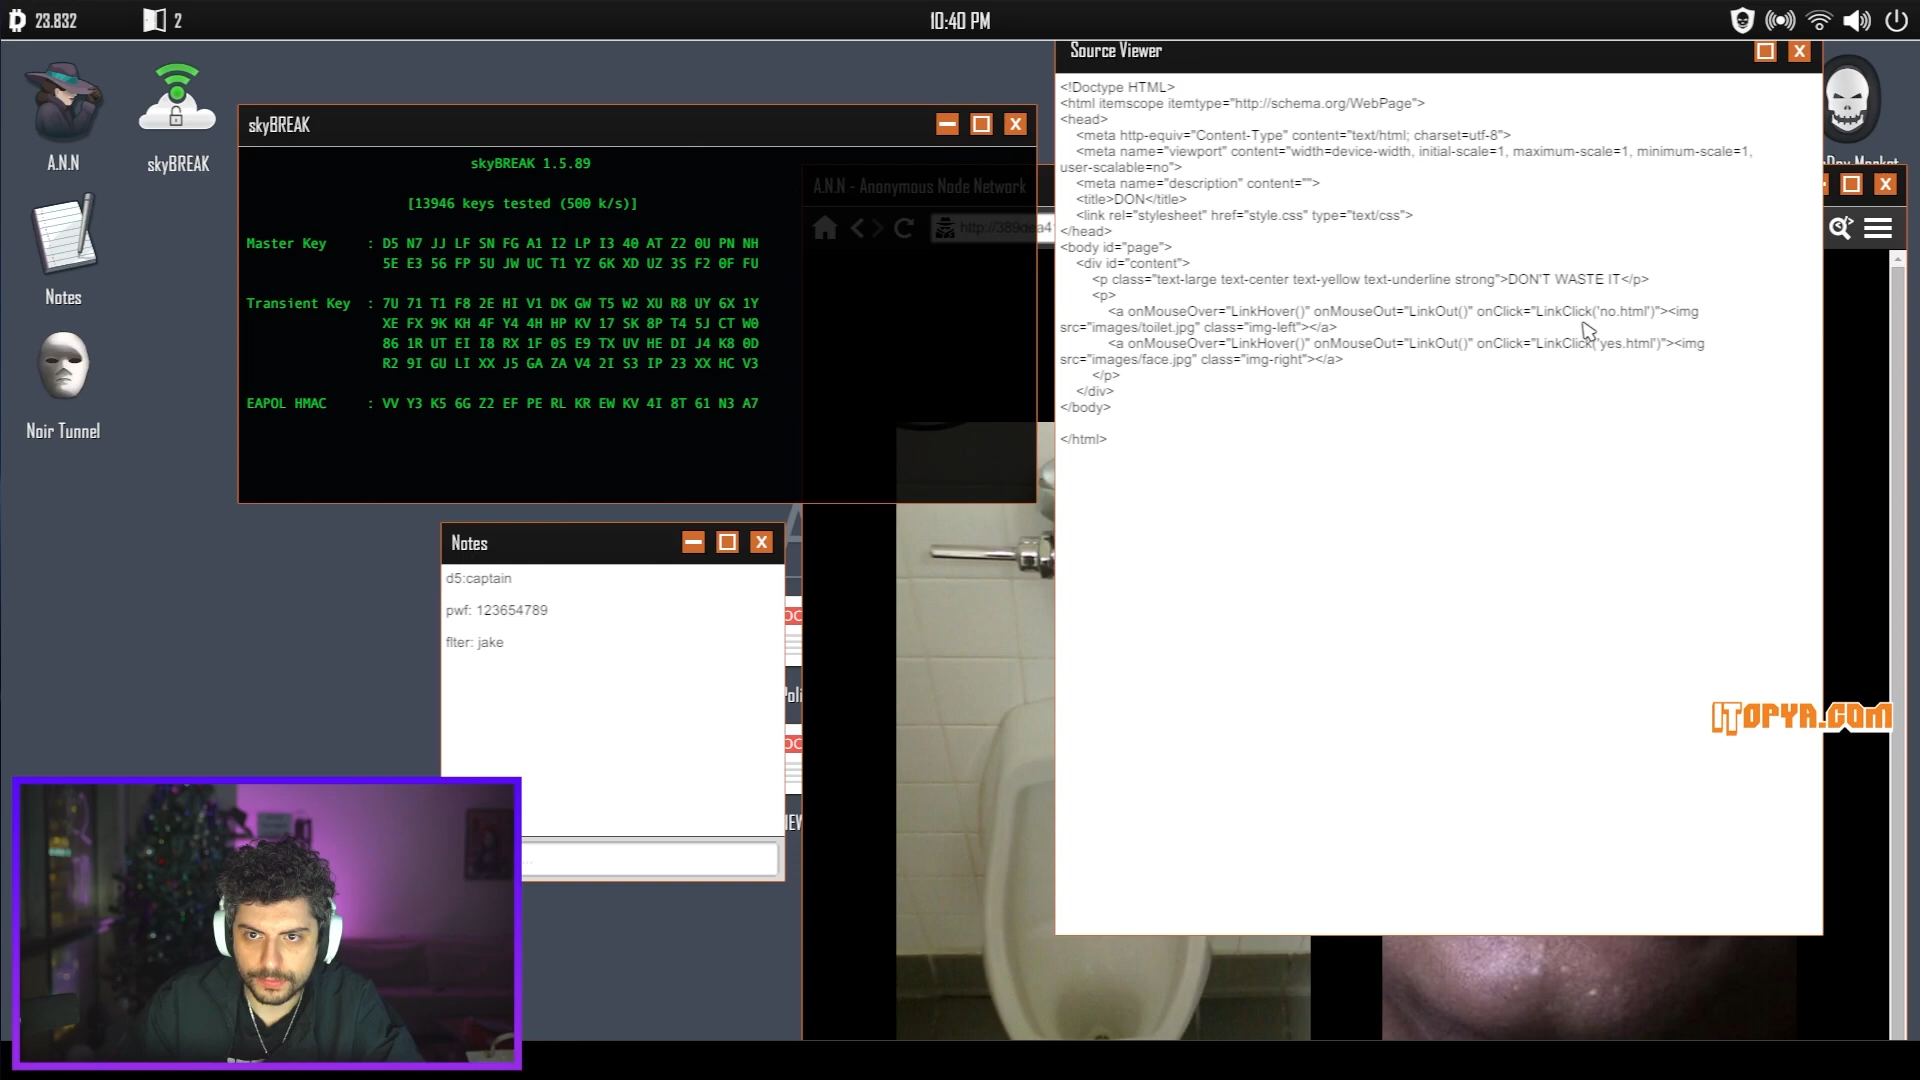 23.832
2
10:40 PM
A.N.N
skyBREAK
Notes
Noir Tunnel
skyBREAK
skyBREAK 1.5.89
[13946 keys tested (500 k/s)]
Master Key : D5 N7 JJ LF SN FG A1 I2 LP I3 40 AT Z2 0U PN NH
5E E3 56 FP 5U JW UC T1 YZ 6K XD UZ 3S F2 0F FU
Transient Key : 7U 71 T1 F8 2E HI V1 DK GW T5 W2 XU R8 UY 6X 1Y
XE FX 9K KH 4F Y4 4H HP KV 17 SK 8P T4 5J CT W0
86 1R UT EI I8 RX 1F 0S E9 TX UV HE DI J4 K8 0D
R2 9I GU LI XX J5 GA ZA V4 2I S3 IP 23 XX HC V3
EAPOL HMAC : VV Y3 K5 6G Z2 EF PE RL KR EW KV 4I 8T 61 N3 A7
A.N.N - Anonymous Node Network
http://389dea4
Notes
d5:captain
pwf: 123654789
flter: jake
Source Viewer
<!Doctype HTML>
<html itemscope itemtype="http://schema.org/WebPage">
<head>
<meta http-equiv="Content-Type" content="text/html; charset=utf-8">
<meta name="viewport" content="width=device-width, initial-scale=1, maximum-scale=1, minimum-scale=1,
user-scalable=no">
<meta name="description" content="">
<title>DON</title>
<link rel="stylesheet" href="style.css" type="text/css">
</head>
<body id="page">
<div id="content">
<p class="text-large text-center text-yellow text-underline strong">DON'T WASTE IT</p>
<p>
<a onMouseOver="LinkHover()" onMouseOut="LinkOut()" onClick="LinkClick('no.html')"><img
src="images/toilet.jpg" class="img-left"></a>
<a onMouseOver="LinkHover()" onMouseOut="LinkOut()" onClick="LinkClick('yes.html')"><img
src="images/face.jpg" class="img-right"></a>
</p>
</div>
</body>
</html>
ITOPYA.COM